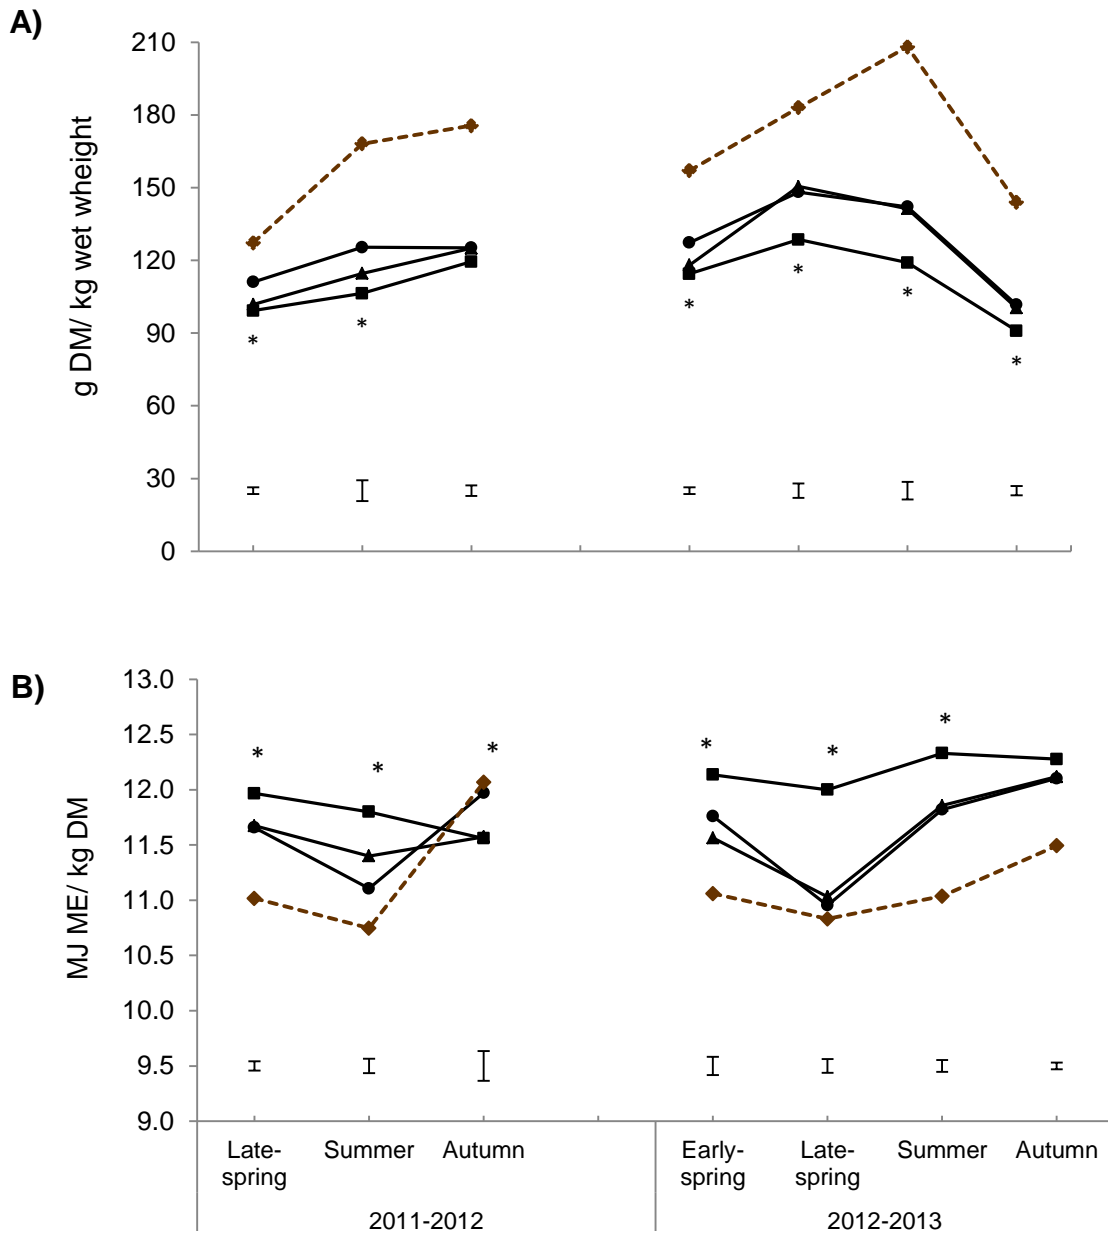 A)
g DM/ kg wet wheight
210
180
150
120
90
60
30
0
* * * * * *
B)
MJ ME/ kg DM
13.0
12.5
12.0
11.5
11.0
10.5
10.0
9.5
9.0
* * * * * *
Late-spring Summer Autumn Early-spring Late-spring Summer Autumn
2011-2012 2012-2013